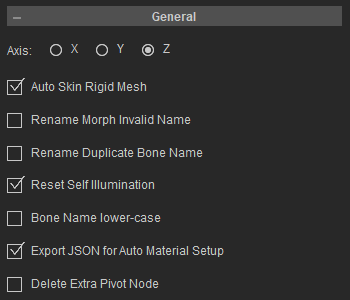 General
Axis: X Y Z
Auto Skin Rigid Mesh
Rename Morph Invalid Name
Rename Duplicate Bone Name
Reset Self Illumination
Bone Name lower-case
Export JSON for Auto Material Setup
Delete Extra Pivot Node